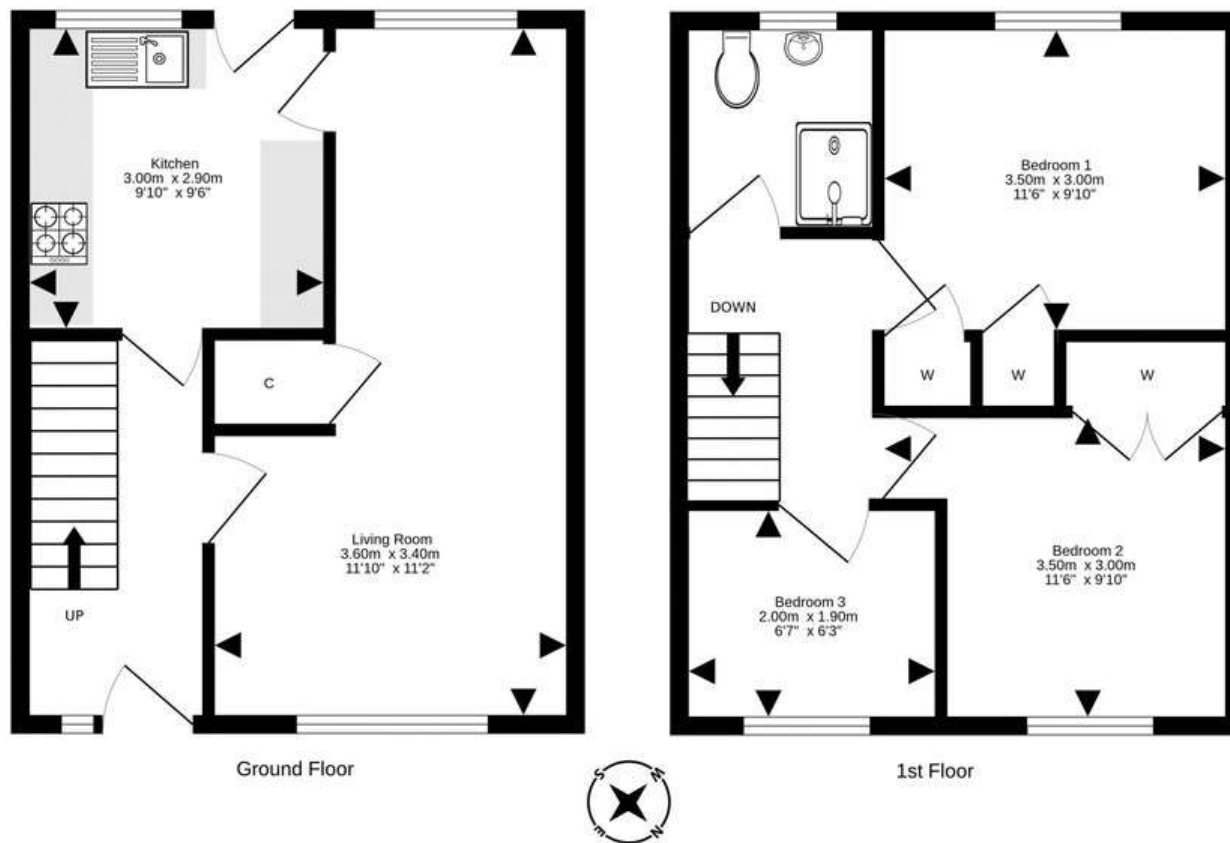 Kitchen
3.00m x 2.90m
9'10" x 9'6"
C
Living Room
3.60m x 3.40m
11'10" x 11'2"
UP
Ground Floor
Bedroom 1
3.50m x 3.00m
11'6" x 9'10"
DOWN
W
W
W
Bedroom 2
3.50m x 3.00m
11'6" x 9'10"
Bedroom 3
2.00m x 1.90m
6'7" x 6'3"
1st Floor
S
W
E
N